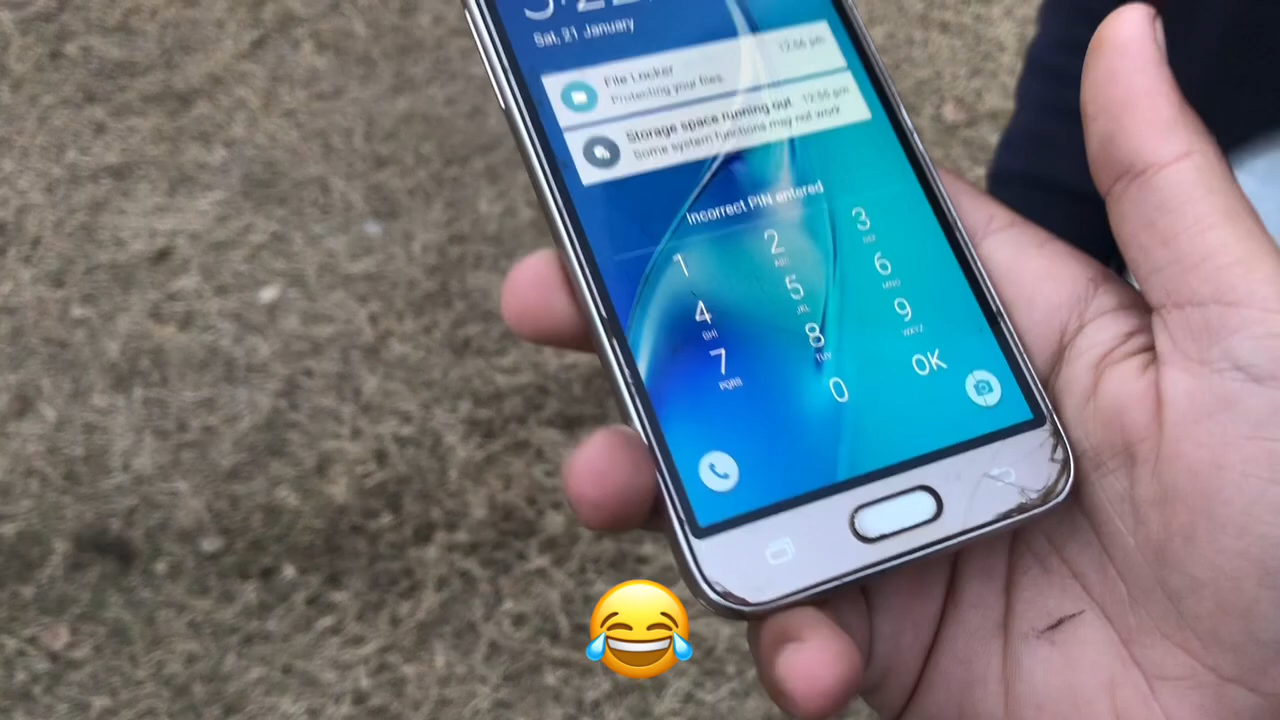 Sat, 21 January
File Locker 12:56 pm
Protecting your files
Storage space running out 12:55 pm
Some system functions may not work
Incorrect PIN entered
1 2 ABC 3 DEF
4 GHI 5 JKL 6 MNO
7 PQRS 8 TUV 9 WXYZ
0 OK